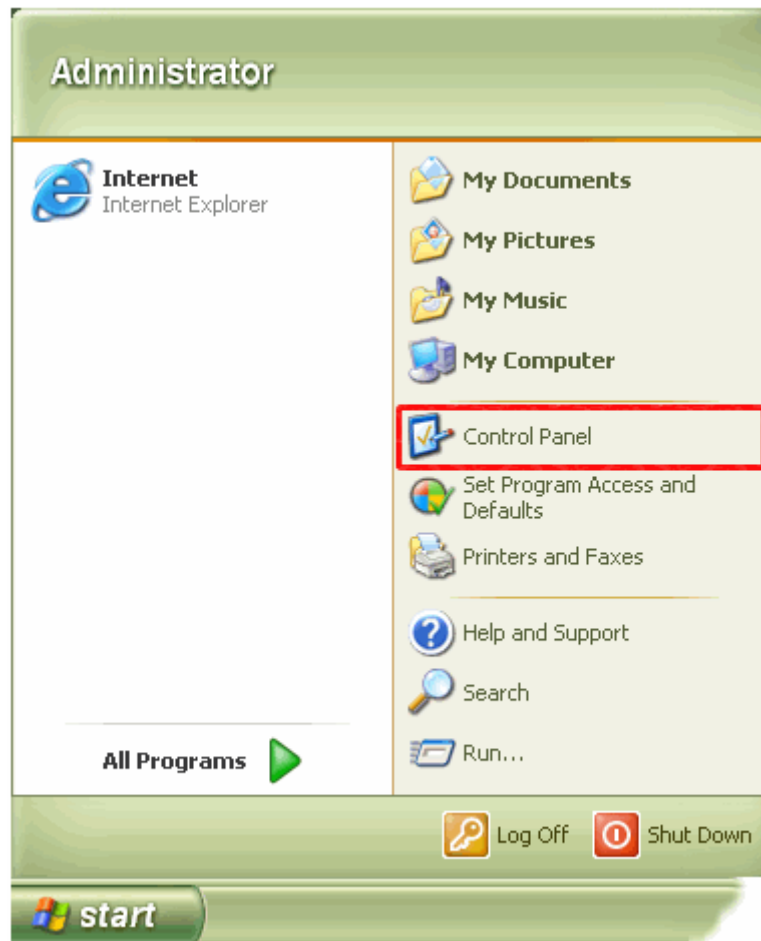 Administrator
Internet
Internet Explorer
All Programs
My Documents
My Pictures
My Music
My Computer
Control Panel
Set Program Access and
Defaults
Printers and Faxes
Help and Support
Search
Run...
Log Off
Shut Down
start